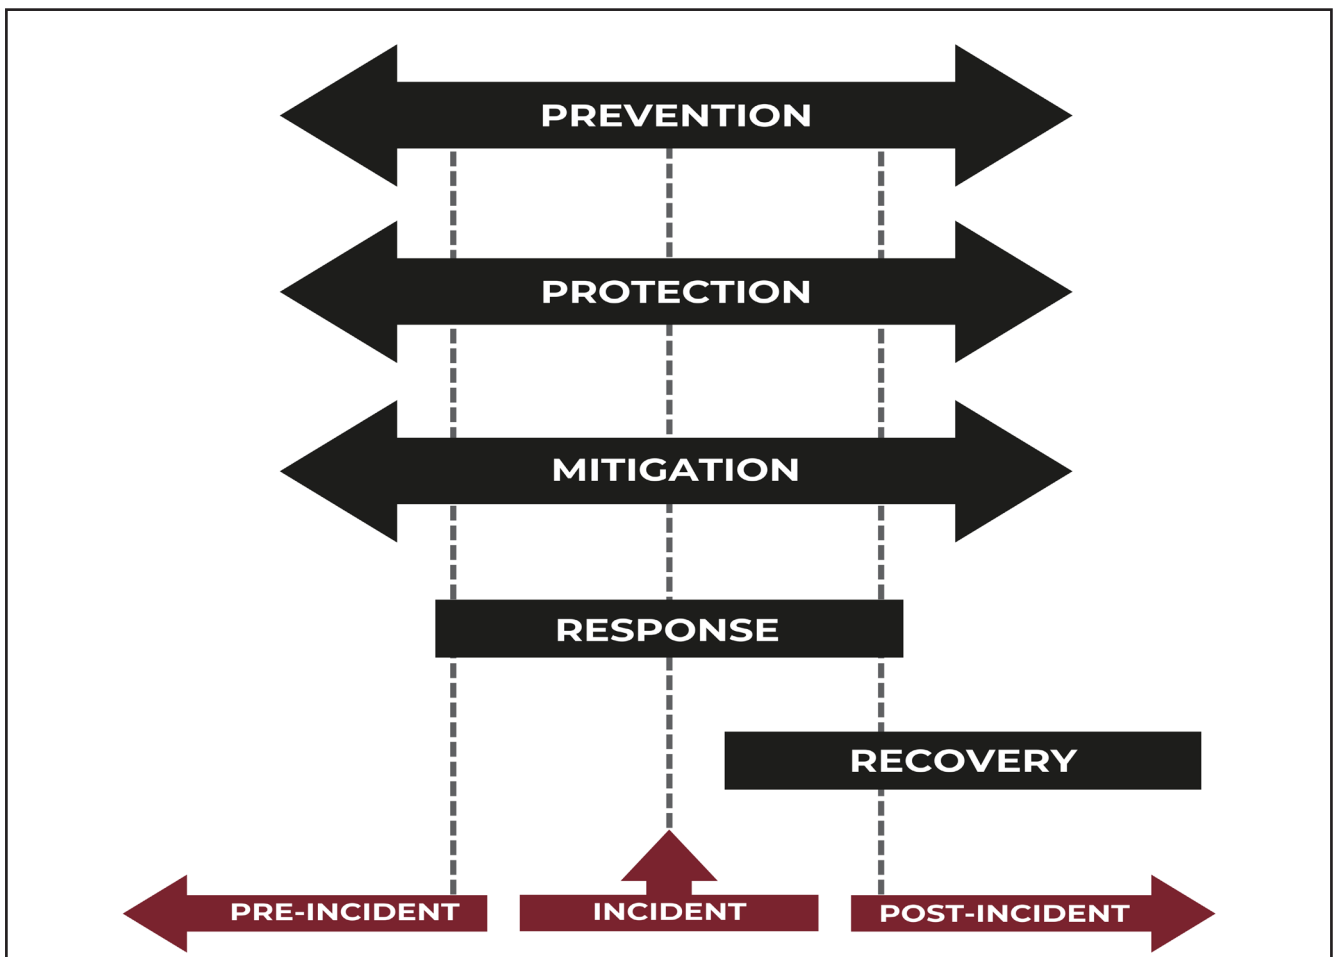 PREVENTION
PROTECTION
MITIGATION
RESPONSE
RECOVERY
PRE-INCIDENT
INCIDENT
POST-INCIDENT